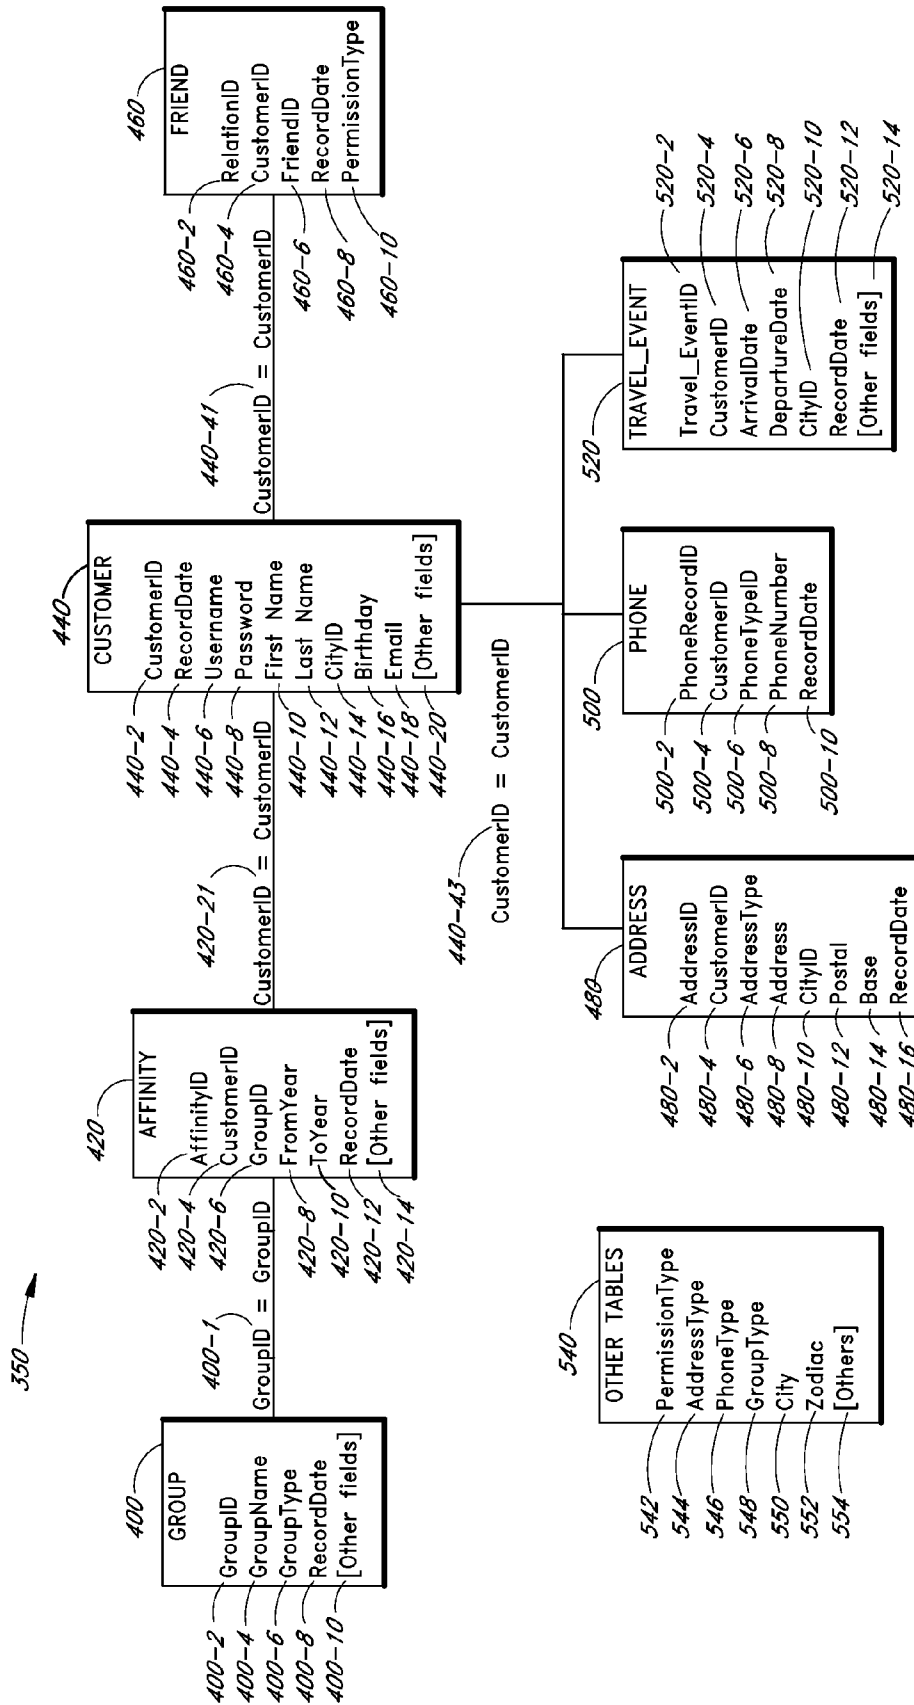 350
400
GROUP
400-2 GroupID
400-4 GroupName
400-6 GroupType
400-8 RecordDate
400-10 [Other fields]
400-1
GroupID = GroupID
420
AFFINITY
420-2 AffinityID
420-4 CustomerID
420-6 GroupID
420-8 FromYear
420-10 ToYear
420-12 RecordDate
420-14 [Other fields]
420-21
CustomerID = CustomerID
440
CUSTOMER
440-2 CustomerID
440-4 RecordDate
440-6 Username
440-8 Password
440-10 First Name
440-12 Last Name
440-14 CityID
440-16 Birthday
440-18 Email
440-20 [Other fields]
440-41
CustomerID = CustomerID
460
FRIEND
460-2 RelationID
460-4 CustomerID
460-6 FriendID
460-8 RecordDate
460-10 PermissionType
440-43
CustomerID = CustomerID
540
OTHER TABLES
542 PermissionType
544 AddressType
546 PhoneType
548 GroupType
550 City
552 Zodiac
554 [Others]
480
ADDRESS
480-2 AddressID
480-4 CustomerID
480-6 AddressType
480-8 Address
480-10 CityID
480-12 Postal
480-14 Base
480-16 RecordDate
500
PHONE
500-2 PhoneRecordID
500-4 CustomerID
500-6 PhoneTypeID
500-8 PhoneNumber
500-10 RecordDate
520
TRAVEL_EVENT
Travel_EventID 520-2
CustomerID 520-4
ArrivalDate 520-6
DepartureDate 520-8
CityID 520-10
RecordDate 520-12
[Other fields] 520-14